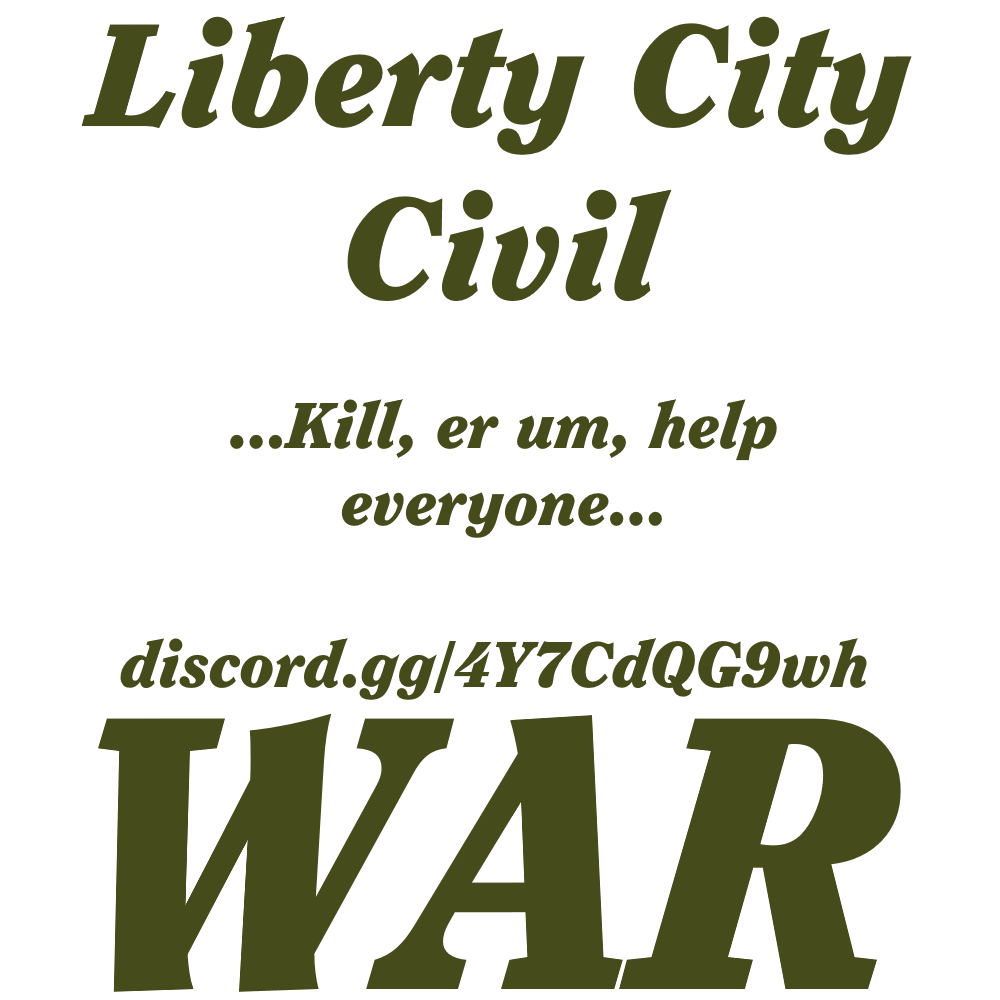 Liberty City
Civil
...Kill, er um, help
everyone...
discord.gg/4Y7CdQG9wh
WAR